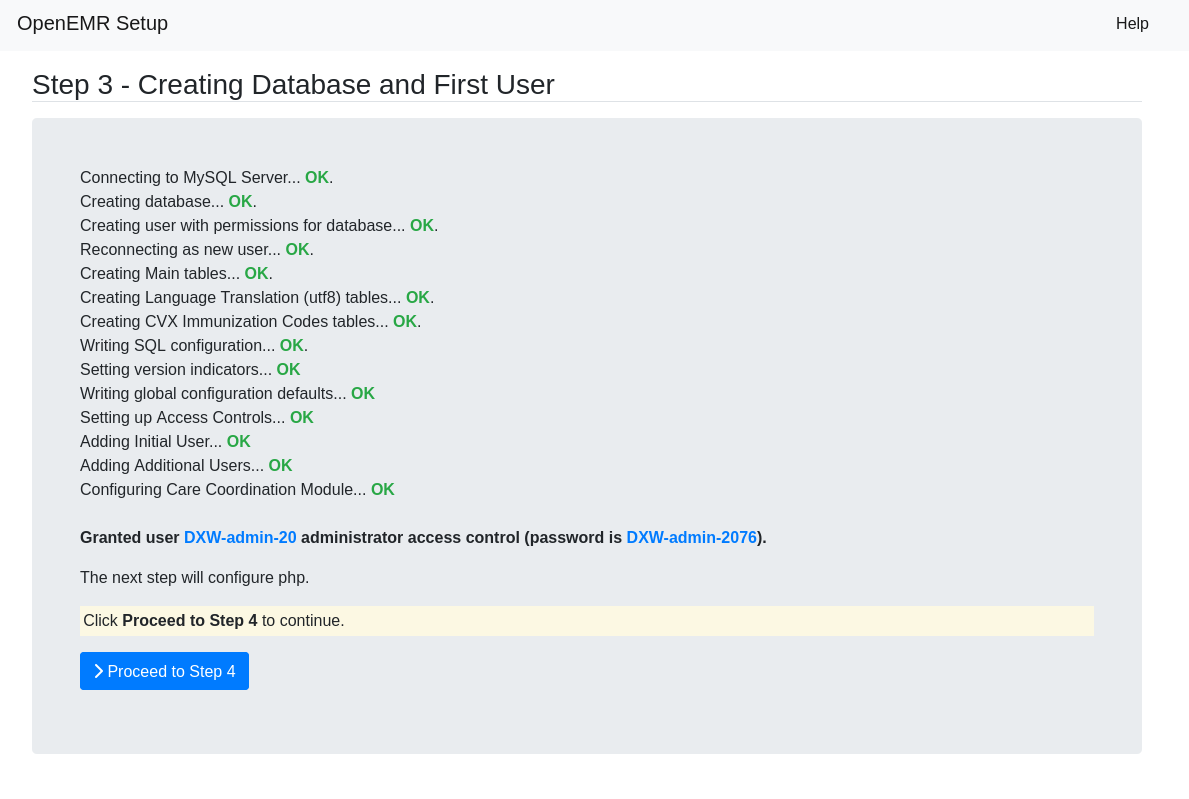 OpenEMR Setup
Help
Step 3 - Creating Database and First User
Connecting to MySQL Server... OK.
Creating database... OK.
Creating user with permissions for database... OK.
Reconnecting as new user... OK.
Creating Main tables... OK.
Creating Language Translation (utf8) tables... OK.
Creating CVX Immunization Codes tables... OK.
Writing SQL configuration... OK.
Setting version indicators... OK
Writing global configuration defaults... OK
Setting up Access Controls... OK
Adding Initial User... OK
Adding Additional Users... OK
Configuring Care Coordination Module... OK
Granted user DXW-admin-20 administrator access control (password is DXW-admin-2076).
The next step will configure php.
Click Proceed to Step 4 to continue.
Proceed to Step 4